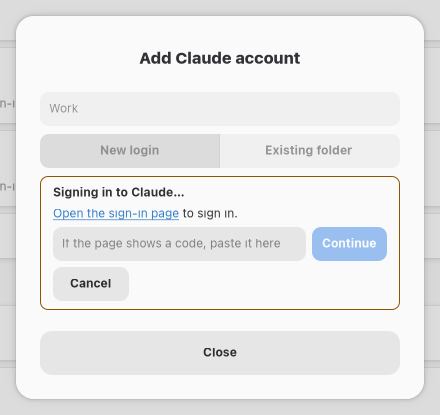 Add Claude account
Work
New login
Existing folder
Signing in to Claude...
Open the sign-in page to sign in.
If the page shows a code, paste it here
Continue
Cancel
Close